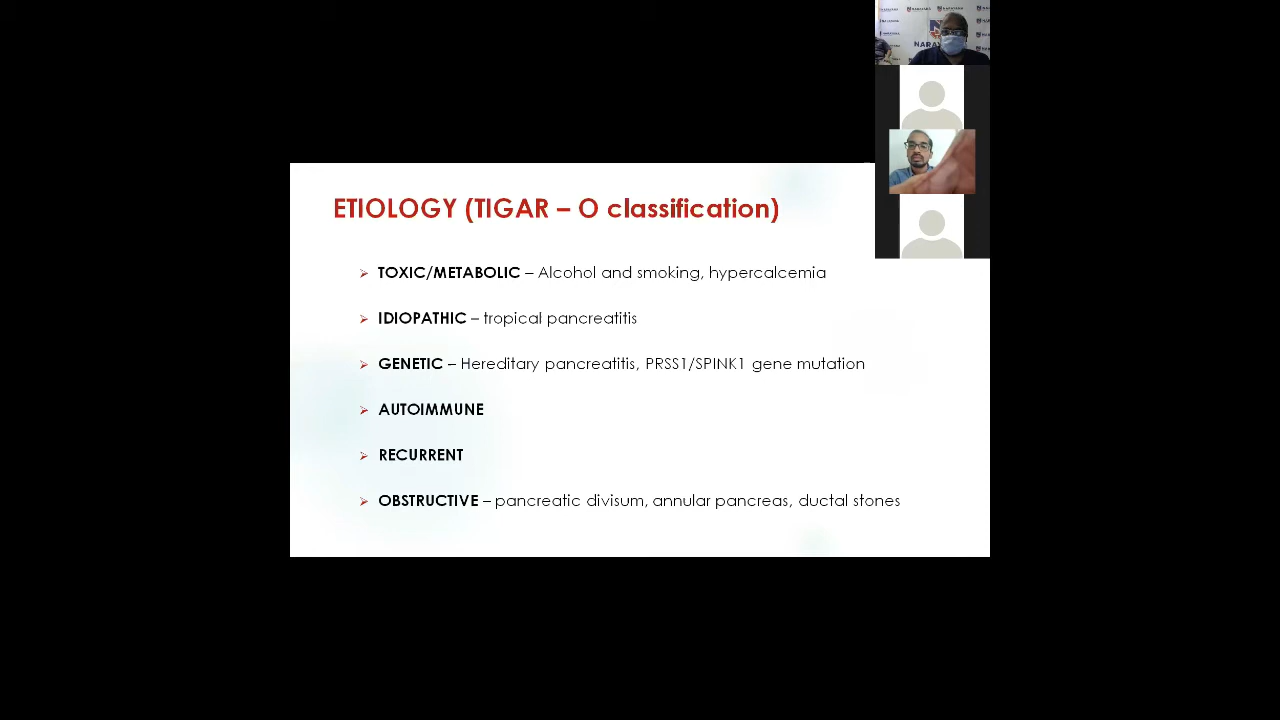 ETIOLOGY (TIGAR – O classification)
TOXIC/METABOLIC – Alcohol and smoking, hypercalcemia
IDIOPATHIC – tropical pancreatitis
GENETIC – Hereditary pancreatitis, PRSS1/SPINK1 gene mutation
AUTOIMMUNE
RECURRENT
OBSTRUCTIVE – pancreatic divisum, annular pancreas, ductal stones